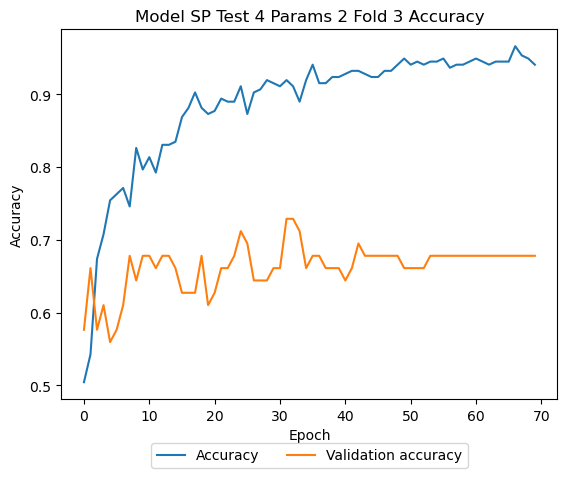 Model SP Test 4 Params 2 Fold 3 Accuracy
Accuracy
0.9
0.8
0.7
0.6
0.5
0 10 20 30 40 50 60 70
Epoch
Accuracy Validation accuracy